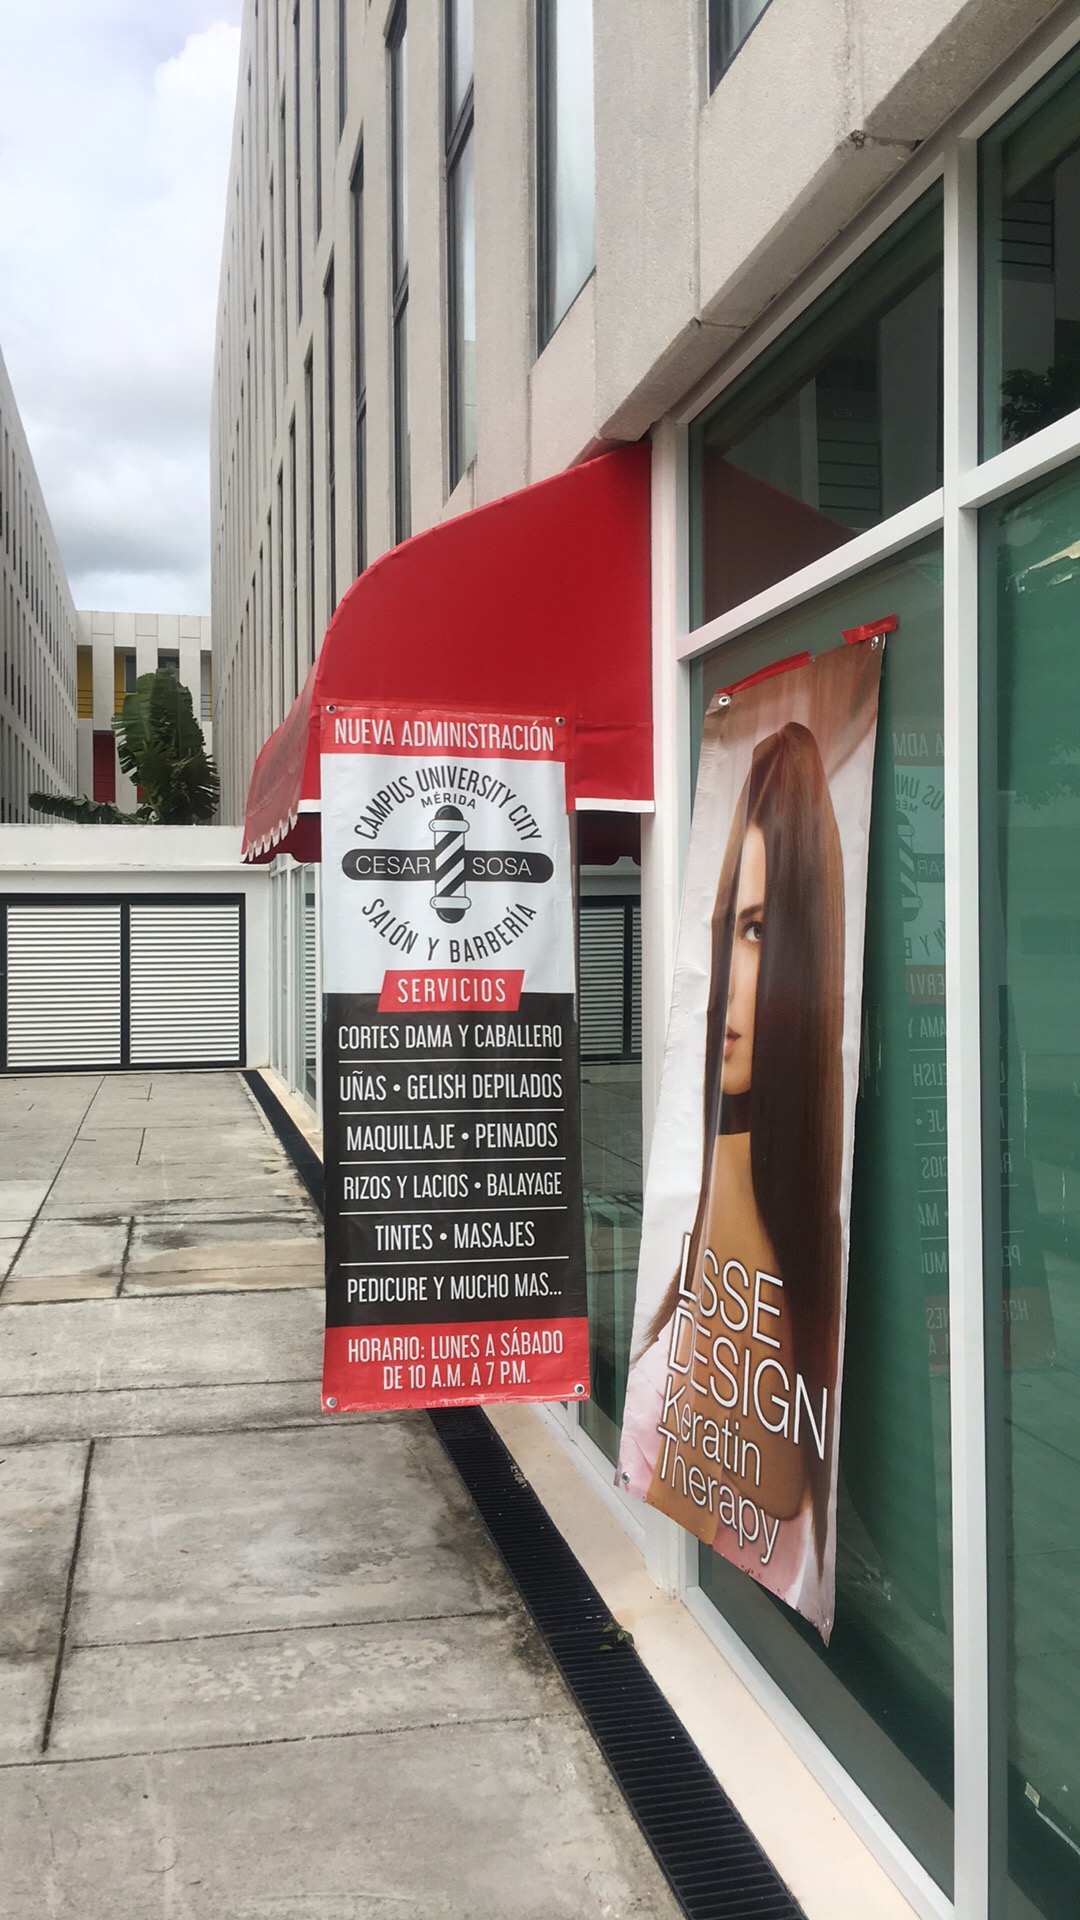 NUEVA ADMINISTRACIÓN
CAMPUS UNIVERSITY CITY
MÉRIDA
CESAR SOSA
SALÓN Y BARBERÍA
SERVICIOS
CORTES DAMA Y CABALLERO
UÑAS • GELISH DEPILADOS
MAQUILLAJE • PEINADOS
RIZOS Y LACIOS • BALAYAGE
TINTES • MASAJES
PEDICURE Y MUCHO MAS...
HORARIO: LUNES A SÁBADO
DE 10 A.M. A 7 P.M.
LISSE
DESIGN
Keratin
Therapy